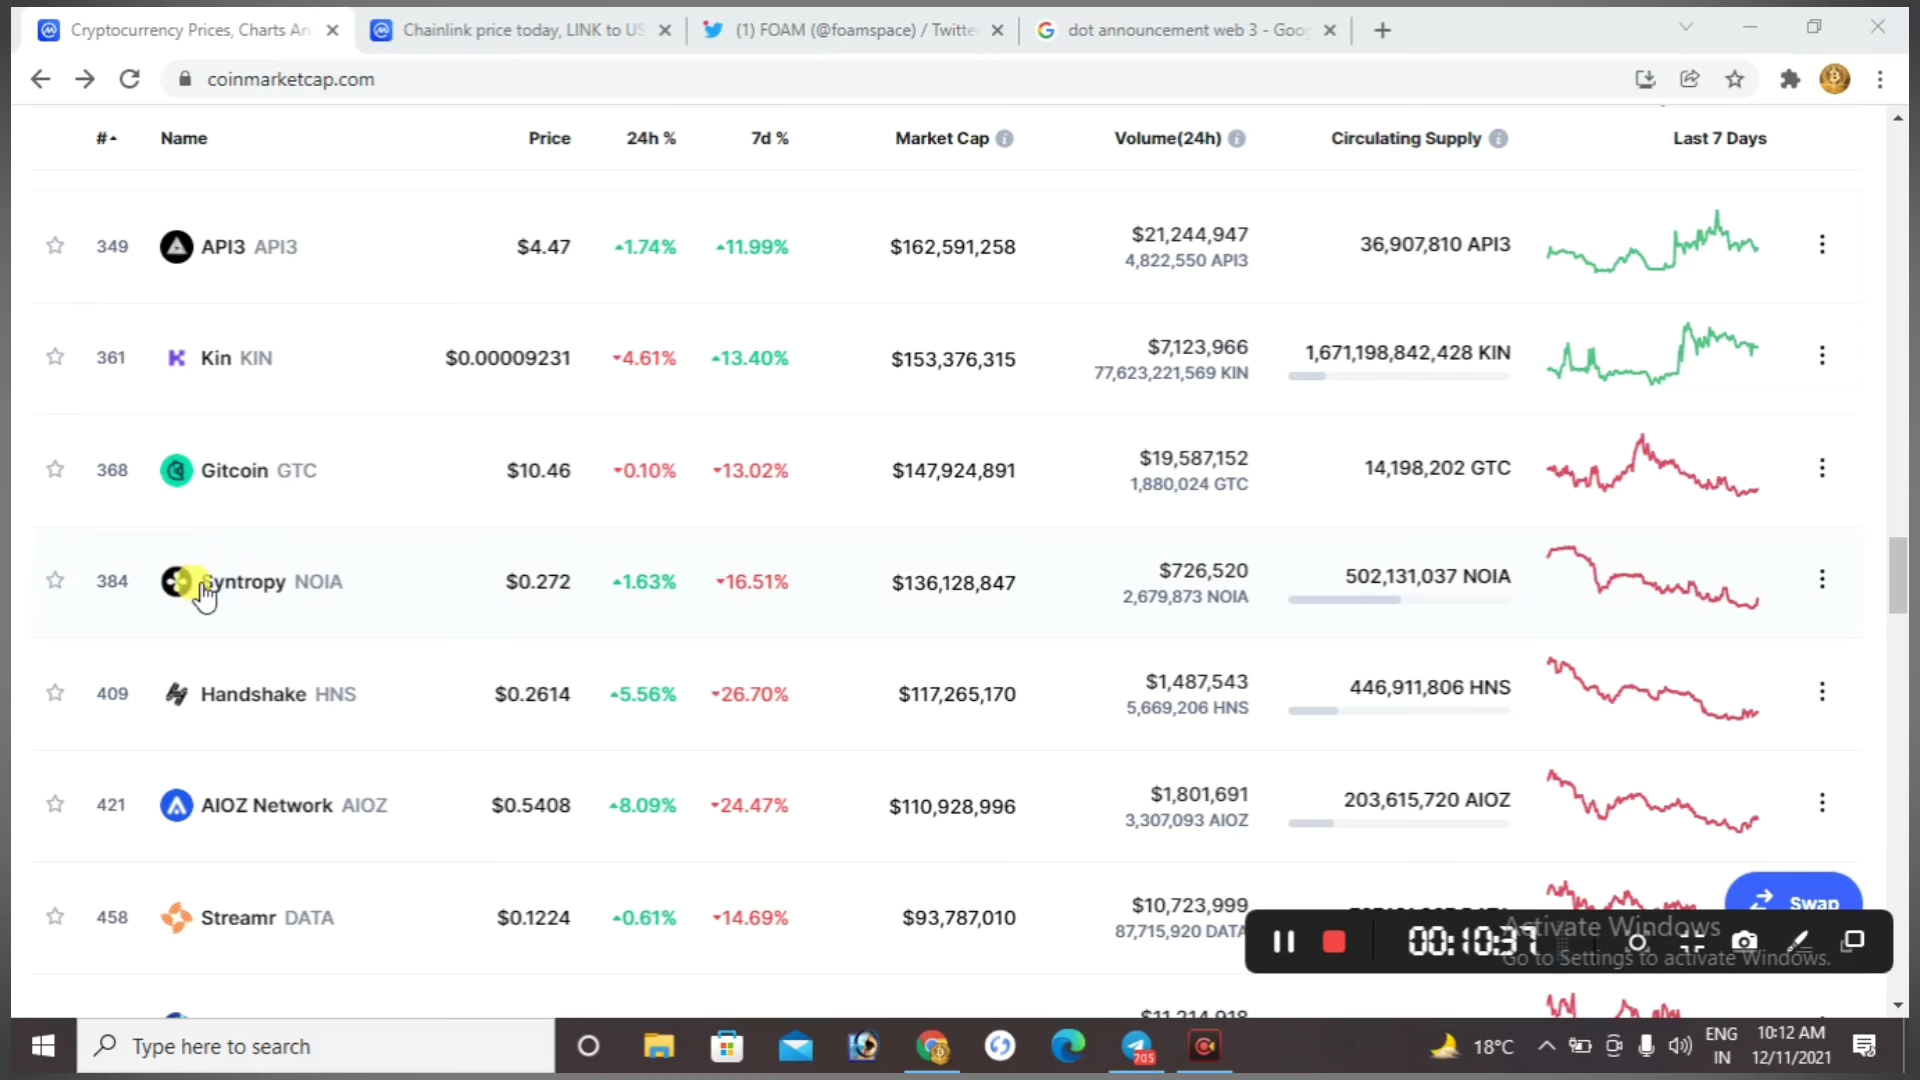 Cryptocurrency Prices, Charts An
Chainlink price today, LINK to US
(1) FOAM (@foamspace) / Twitte
dot announcement web 3 - Goog
coinmarketcap.com
# Name Price 24h % 7d % Market Cap Volume(24h) Circulating Supply Last 7 Days
349 API3 API3 $4.47 1.74% 11.99% $162,591,258 $21,244,947 36,907,810 API3
4,822,550 API3
361 Kin KIN $0.00009231 4.61% 13.40% $153,376,315 $7,123,966 1,671,198,842,428 KIN
77,623,221,569 KIN
368 Gitcoin GTC $10.46 0.10% 13.02% $147,924,891 $19,587,152 14,198,202 GTC
1,880,024 GTC
384 Syntropy NOIA $0.272 1.63% 16.51% $136,128,847 $726,520 502,131,037 NOIA
2,679,873 NOIA
409 Handshake HNS $0.2614 5.56% 26.70% $117,265,170 $1,487,543 446,911,806 HNS
5,669,206 HNS
421 AIOZ Network AIOZ $0.5408 8.09% 24.47% $110,928,996 $1,801,691 203,615,720 AIOZ
3,307,093 AIOZ
Swap
458 Streamr DATA $0.1224 0.61% 14.69% $93,787,010 $10,723,999
87,715,920 DATA
00:10:37
Activate Windows
Go to Settings to activate Windows.
Type here to search
705
18°C
ENG
IN
10:12 AM
12/11/2021